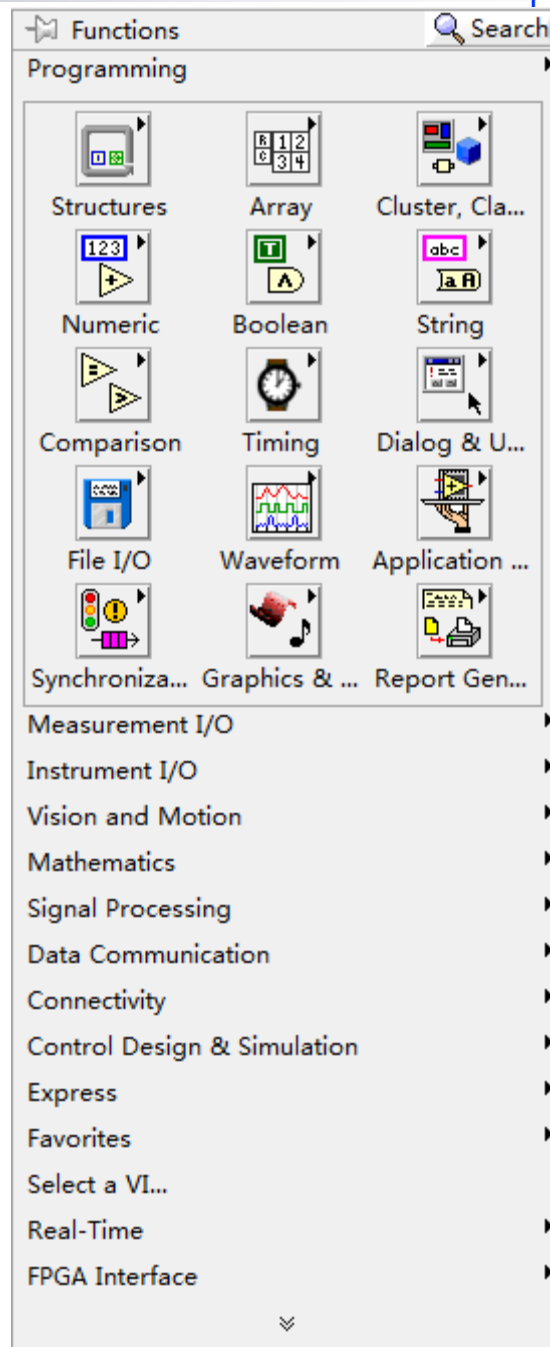 Functions Search
Programming
Structures Array Cluster, Cla...
123 T abc
a A
Numeric Boolean String
Comparison Timing Dialog & U...
File I/O Waveform Application ...
Synchroniza... Graphics & ... Report Gen...
Measurement I/O
Instrument I/O
Vision and Motion
Mathematics
Signal Processing
Data Communication
Connectivity
Control Design & Simulation
Express
Favorites
Select a VI...
Real-Time
FPGA Interface